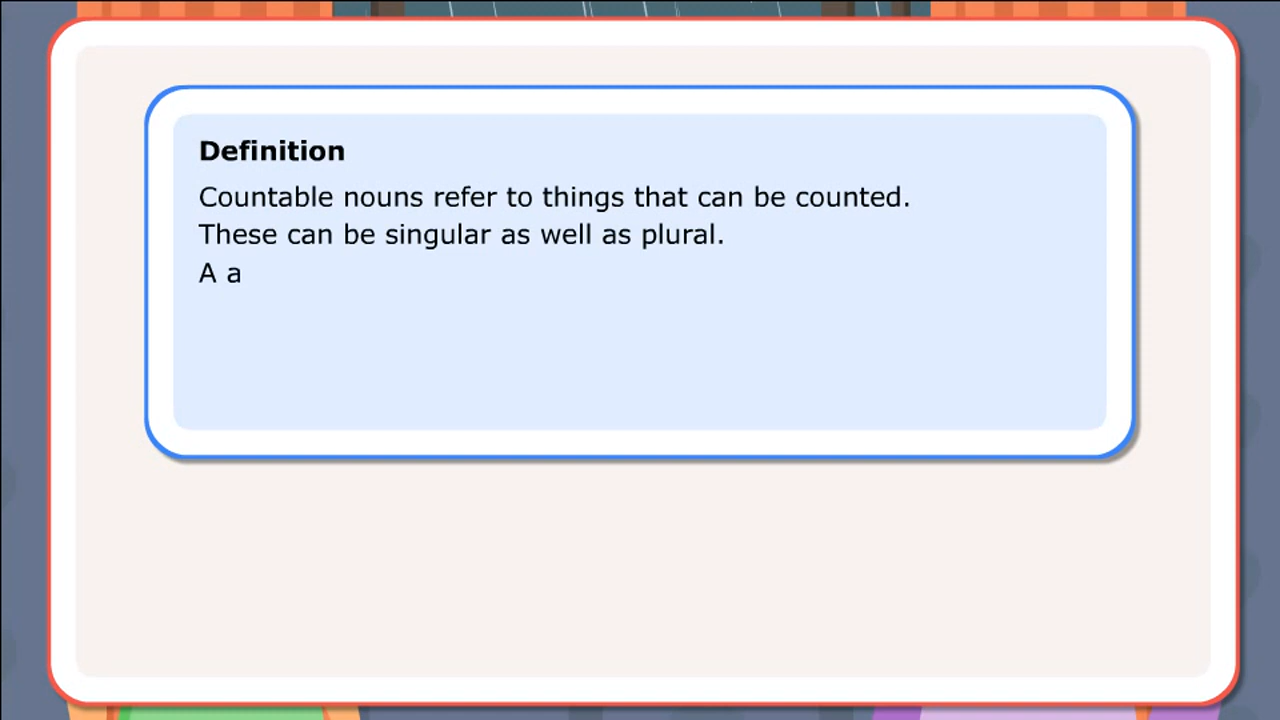 Definition
Countable nouns refer to things that can be counted.
These can be singular as well as plural.
A a